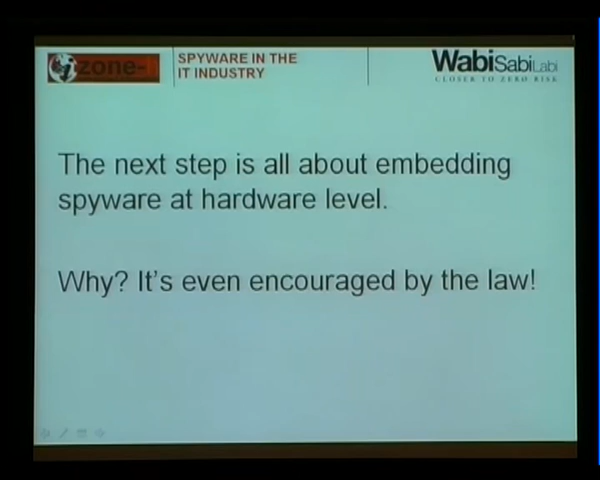 zone-h
SPYWARE IN THE
IT INDUSTRY
WabiSabiLabi
CLOSER TO ZERO RISK
The next step is all about embedding
spyware at hardware level.
Why? It's even encouraged by the law!